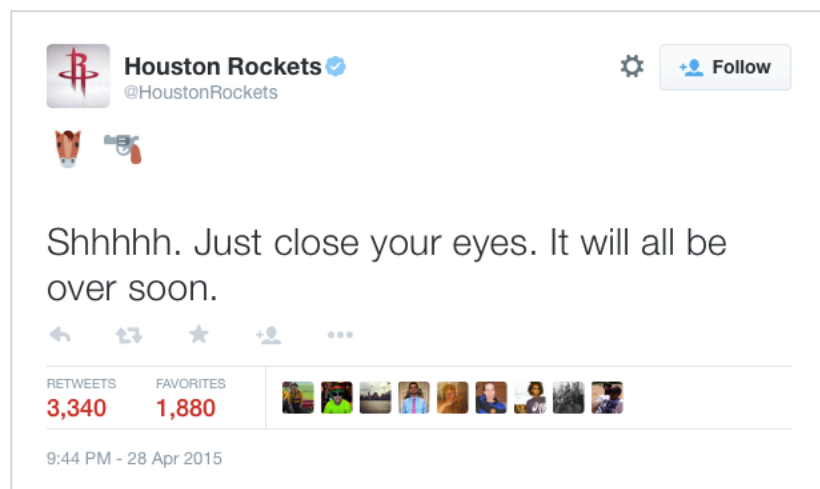 Houston Rockets
@HoustonRockets
Follow
🐴 🔫
Shhhhh. Just close your eyes. It will all be
over soon.
RETWEETS FAVORITES
3,340 1,880
9:44 PM - 28 Apr 2015